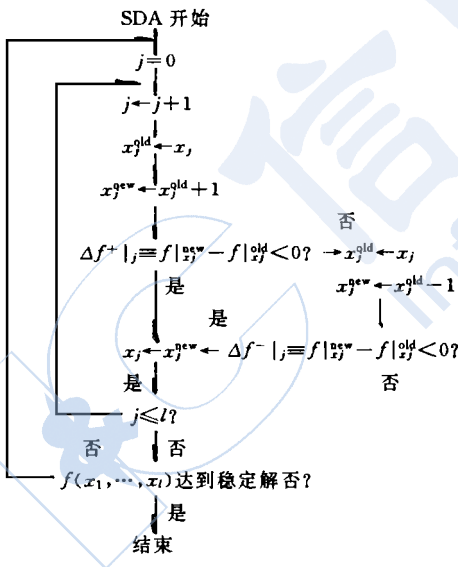 SDA 开始
j=0
j←j+1
x_j^old←x_j
x_j^new←x_j^old+1
否
Δf⁺|_j≡f|x_j^new−f|x_j^old<0? →x_j^old←x_j
是
x_j^new←x_j^old−1
是
x_j←x_j^new← Δf⁻|_j≡f|x_j^new−f|x_j^old<0?
是
否
j≤l?
否 否
f(x_1,⋯,x_l)达到稳定解否?
是
结束